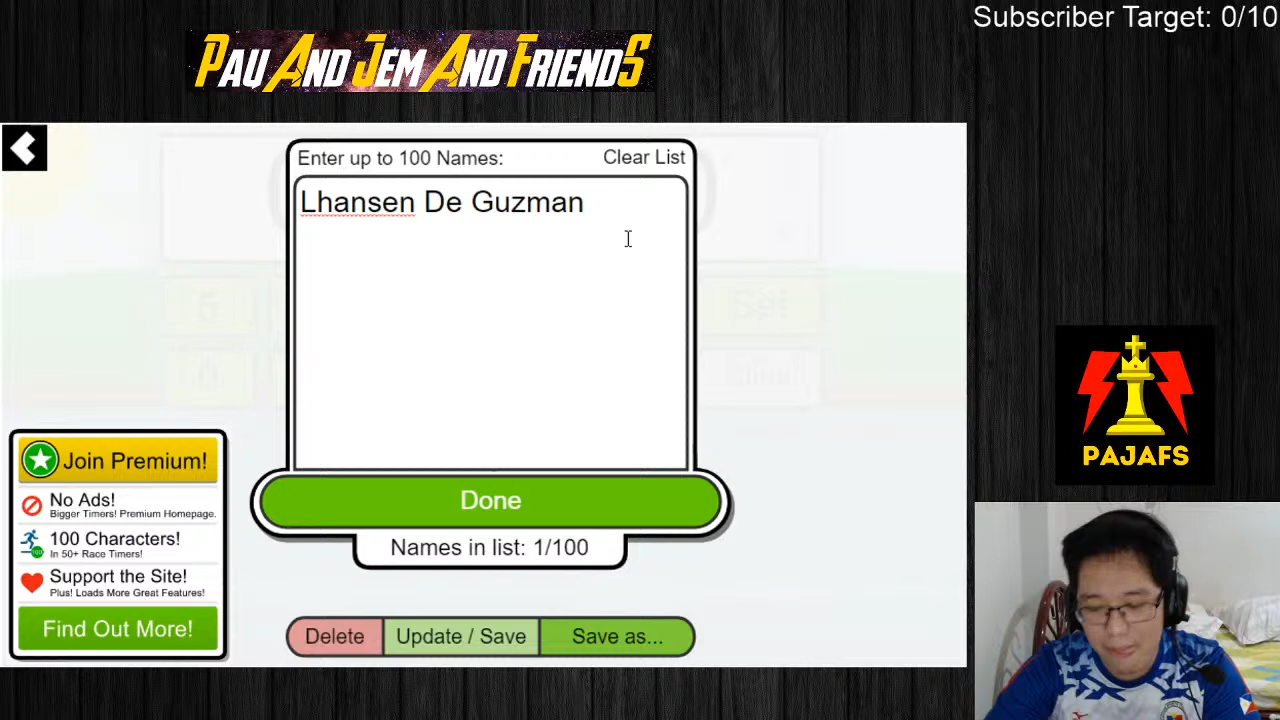 Subscriber Target: 0/10
PAU AND JEM AND FRIENDS
Enter up to 100 Names:
Clear List
Lhansen De Guzman
Done
Names in list: 1/100
Delete
Update / Save
Save as...
Join Premium!
No Ads!
Bigger Timers! Premium Homepage.
100 Characters!
In 50+ Race Timers!
Support the Site!
Plus! Loads More Great Features!
Find Out More!
PAJAFS